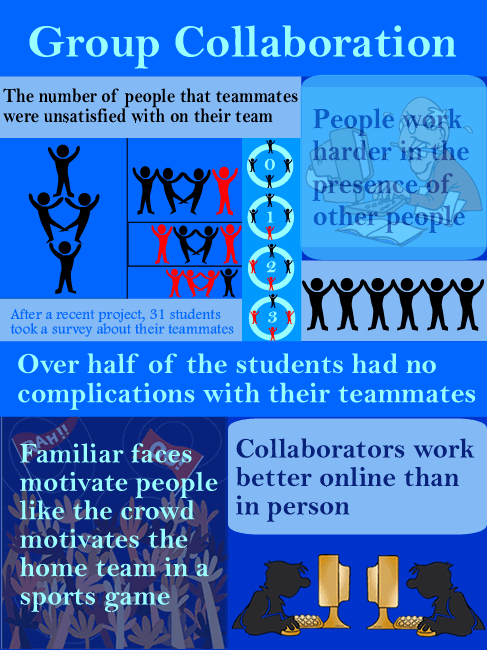 Group Collaboration
The number of people that teammates
were unsatisfied with on their team
People work
harder in the
presence of
other people
0
1
2
3
After a recent project, 31 students
took a survey about their teammates
Over half of the students had no
complications with their teammates
RAH!!
GO!!
Familiar faces
motivate people
like the crowd
motivates the
home team in a
sports game
Collaborators work
better online than
in person